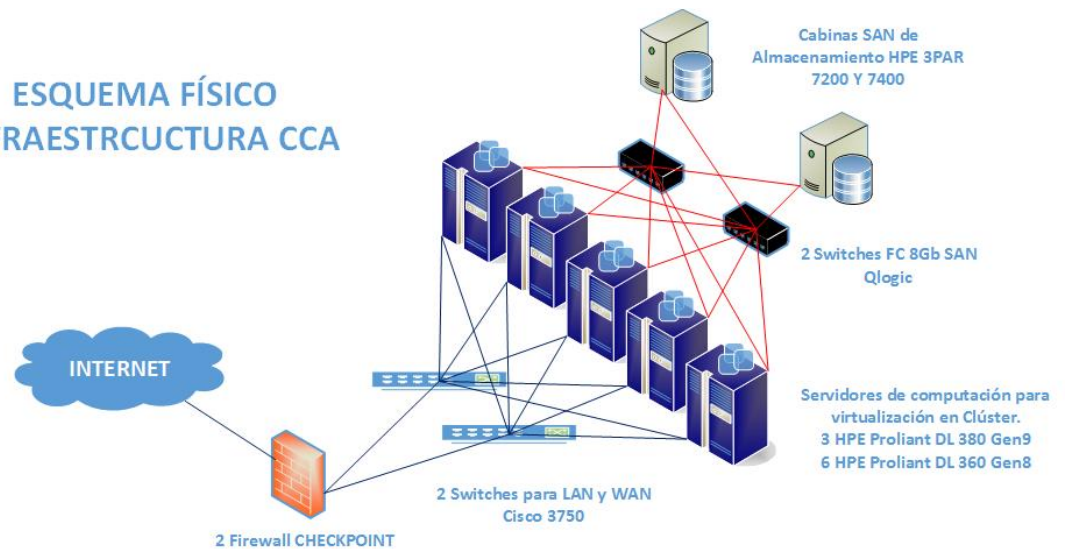 ESQUEMA FÍSICO
FRAESTRCUCTURA CCA
Cabinas SAN de
Almacenamiento HPE 3PAR
7200 Y 7400
2 Switches FC 8Gb SAN
Qlogic
INTERNET
Servidores de computación para
virtualización en Clúster.
3 HPE Proliant DL 380 Gen9
6 HPE Proliant DL 360 Gen8
2 Switches para LAN y WAN
Cisco 3750
2 Firewall CHECKPOINT